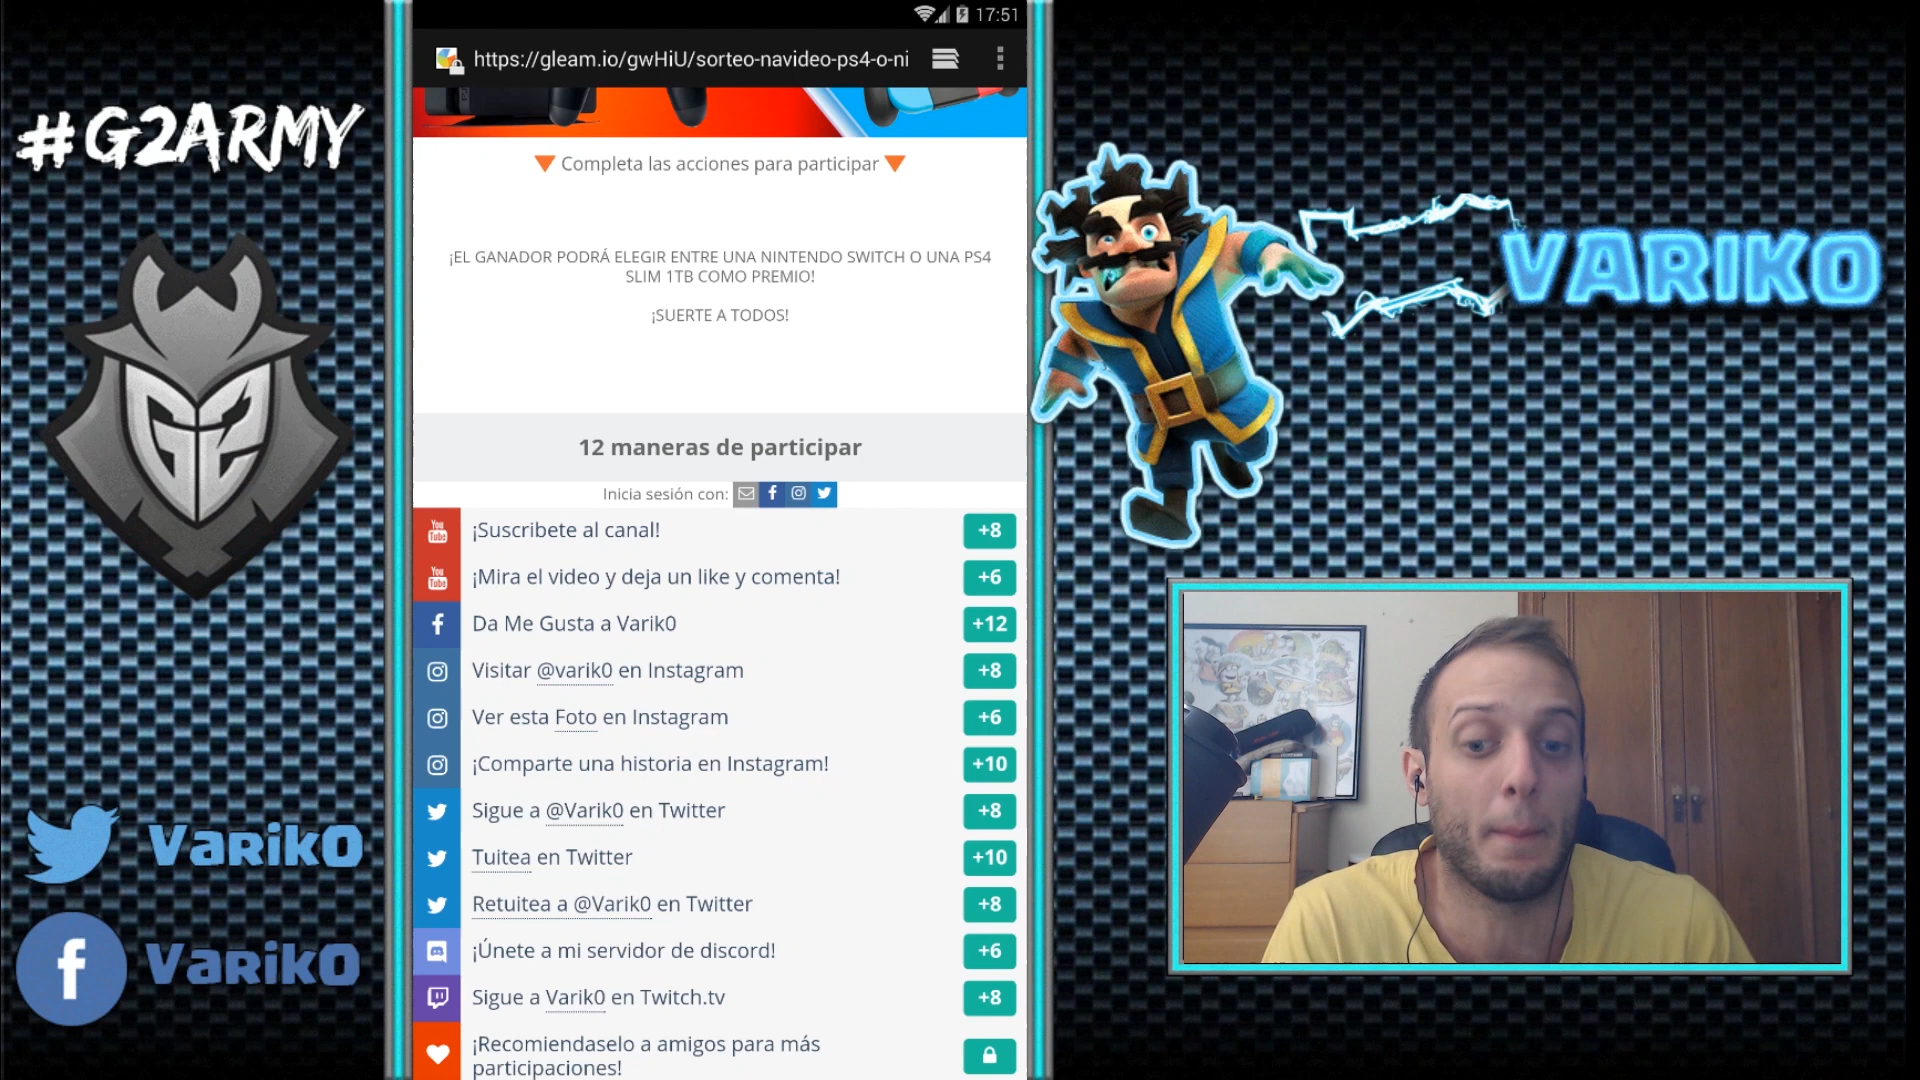 #G2ARMY
G2
Varik0
Varik0
17:51
https://gleam.io/gwHiU/sorteo-navideo-ps4-o-ni
Completa las acciones para participar
¡EL GANADOR PODRÁ ELEGIR ENTRE UNA NINTENDO SWITCH O UNA PS4
SLIM 1TB COMO PREMIO!
¡SUERTE A TODOS!
12 maneras de participar
Inicia sesión con:
You Tube ¡Suscribete al canal! +8
You Tube ¡Mira el video y deja un like y comenta! +6
Da Me Gusta a Varik0 +12
Visitar @varik0 en Instagram +8
Ver esta Foto en Instagram +6
¡Comparte una historia en Instagram! +10
Sigue a @Varik0 en Twitter +8
Tuitea en Twitter +10
Retuitea a @Varik0 en Twitter +8
¡Únete a mi servidor de discord! +6
Sigue a Varik0 en Twitch.tv +8
¡Recomiendaselo a amigos para más
participaciones!
VARIKO